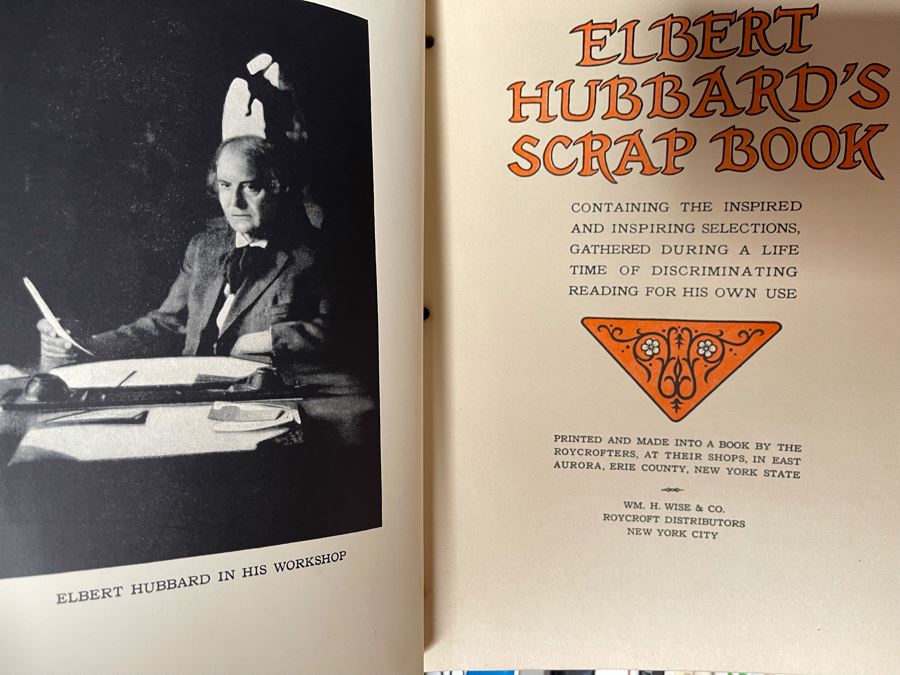 ELBERT HUBBARD IN HIS WORKSHOP
ELBERT
HUBBARD'S
SCRAP BOOK
CONTAINING THE INSPIRED
AND INSPIRING SELECTIONS,
GATHERED DURING A LIFE
TIME OF DISCRIMINATING
READING FOR HIS OWN USE
PRINTED AND MADE INTO A BOOK BY THE
ROYCROFTERS, AT THEIR SHOPS, IN EAST
AURORA, ERIE COUNTY, NEW YORK STATE
WM. H. WISE & CO.
ROYCROFT DISTRIBUTORS
NEW YORK CITY